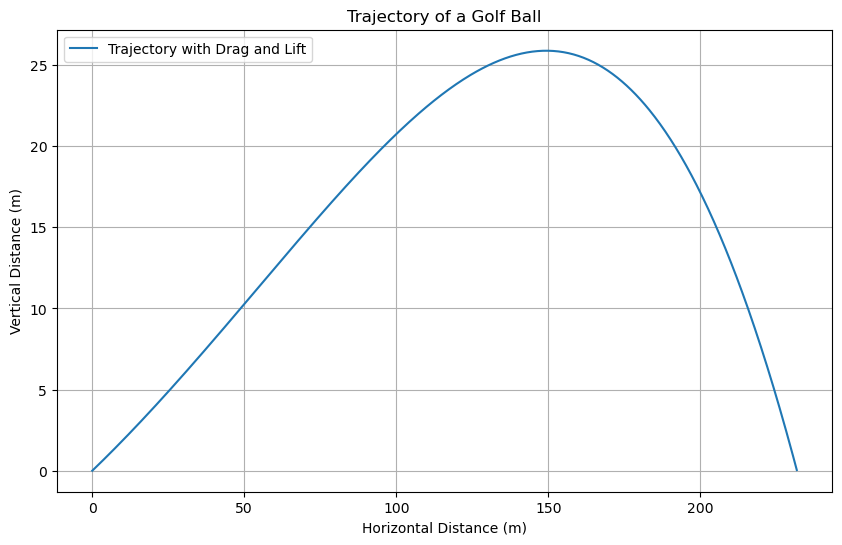 Trajectory of a Golf Ball
Trajectory with Drag and Lift
25
20
15
10
5
0
Vertical Distance (m)
0 50 100 150 200
Horizontal Distance (m)